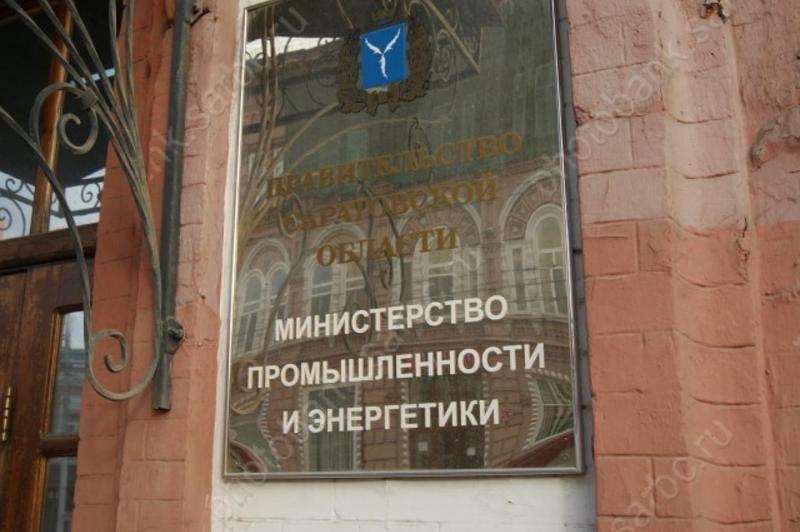 ПРАВИТЕЛЬСТВО
САРАТОВСКОЙ
ОБЛАСТИ
МИНИСТЕРСТВО
ПРОМЫШЛЕННОСТИ
И ЭНЕРГЕТИКИ